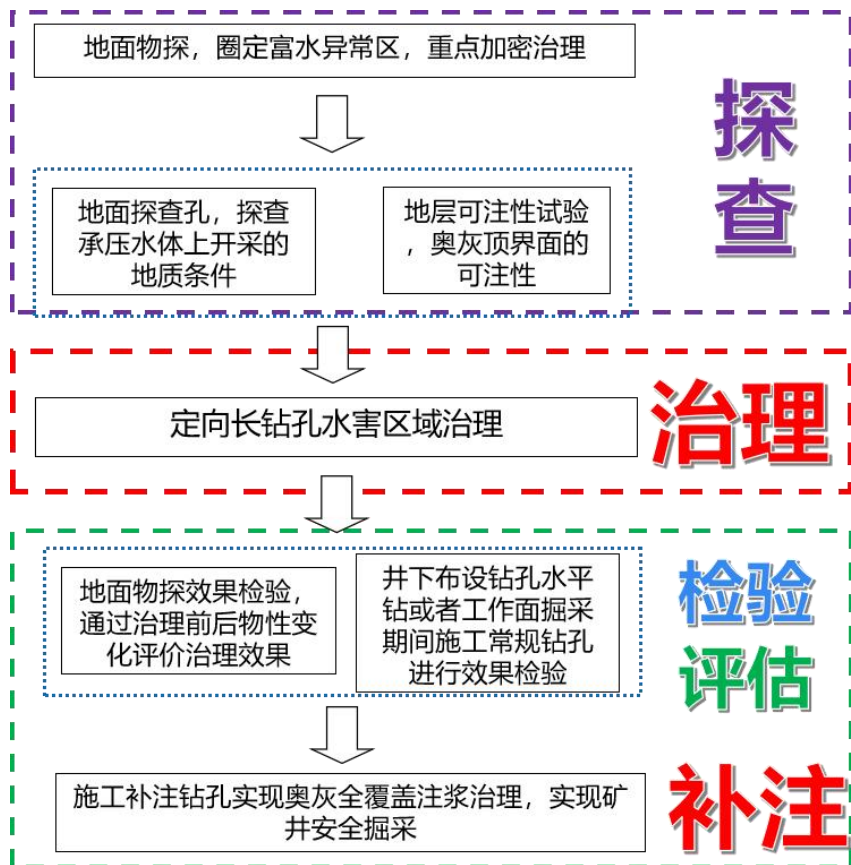 地面物探，圈定富水异常区，重点加密治理
探
查
地面探查孔，探查
承压水体上开采的
地质条件
地层可注性试验
，奥灰顶界面的
可注性
定向长钻孔水害区域治理
治理
地面物探效果检验，
通过治理前后物性变
化评价治理效果
井下布设钻孔水平
钻或者工作面掘采
期间施工常规钻孔
进行效果检验
检验
评估
施工补注钻孔实现奥灰全覆盖注浆治理，实现矿
井安全掘采
补注